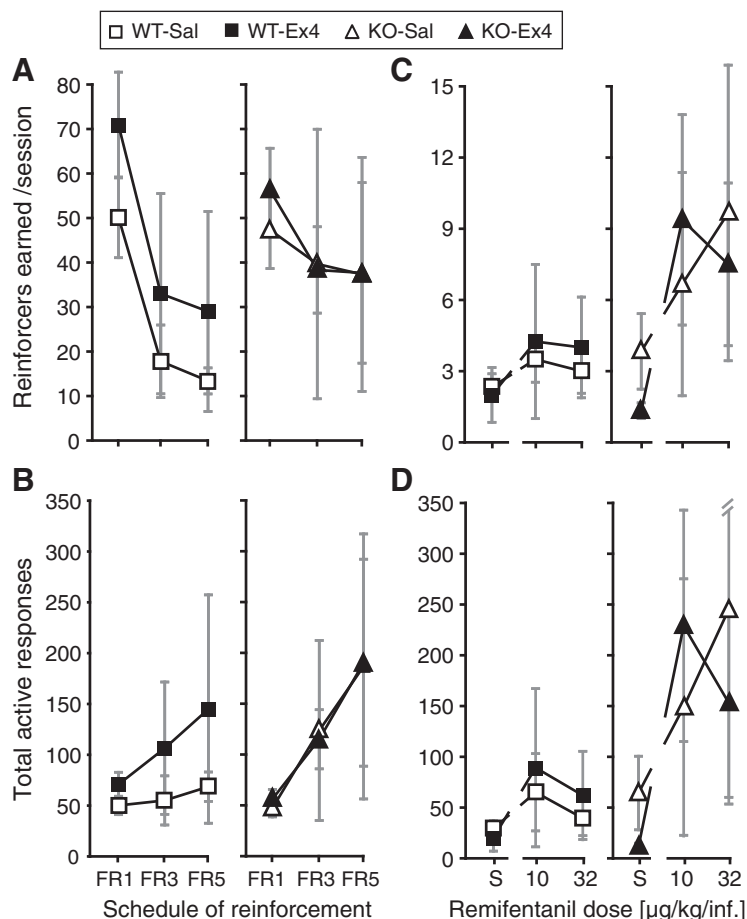 WT-Sal WT-Ex4 KO-Sal KO-Ex4
A
Reinforcers earned /session
80
70
60
50
40
30
20
10
0
C
15
12
9
6
3
0
B
Total active responses
350
300
250
200
150
100
50
0
FR1 FR3 FR5 FR1 FR3 FR5
Schedule of reinforcement
D
350
300
250
200
150
100
50
0
S 10 32 S 10 32
Remifentanil dose [µg/kg/inf.]